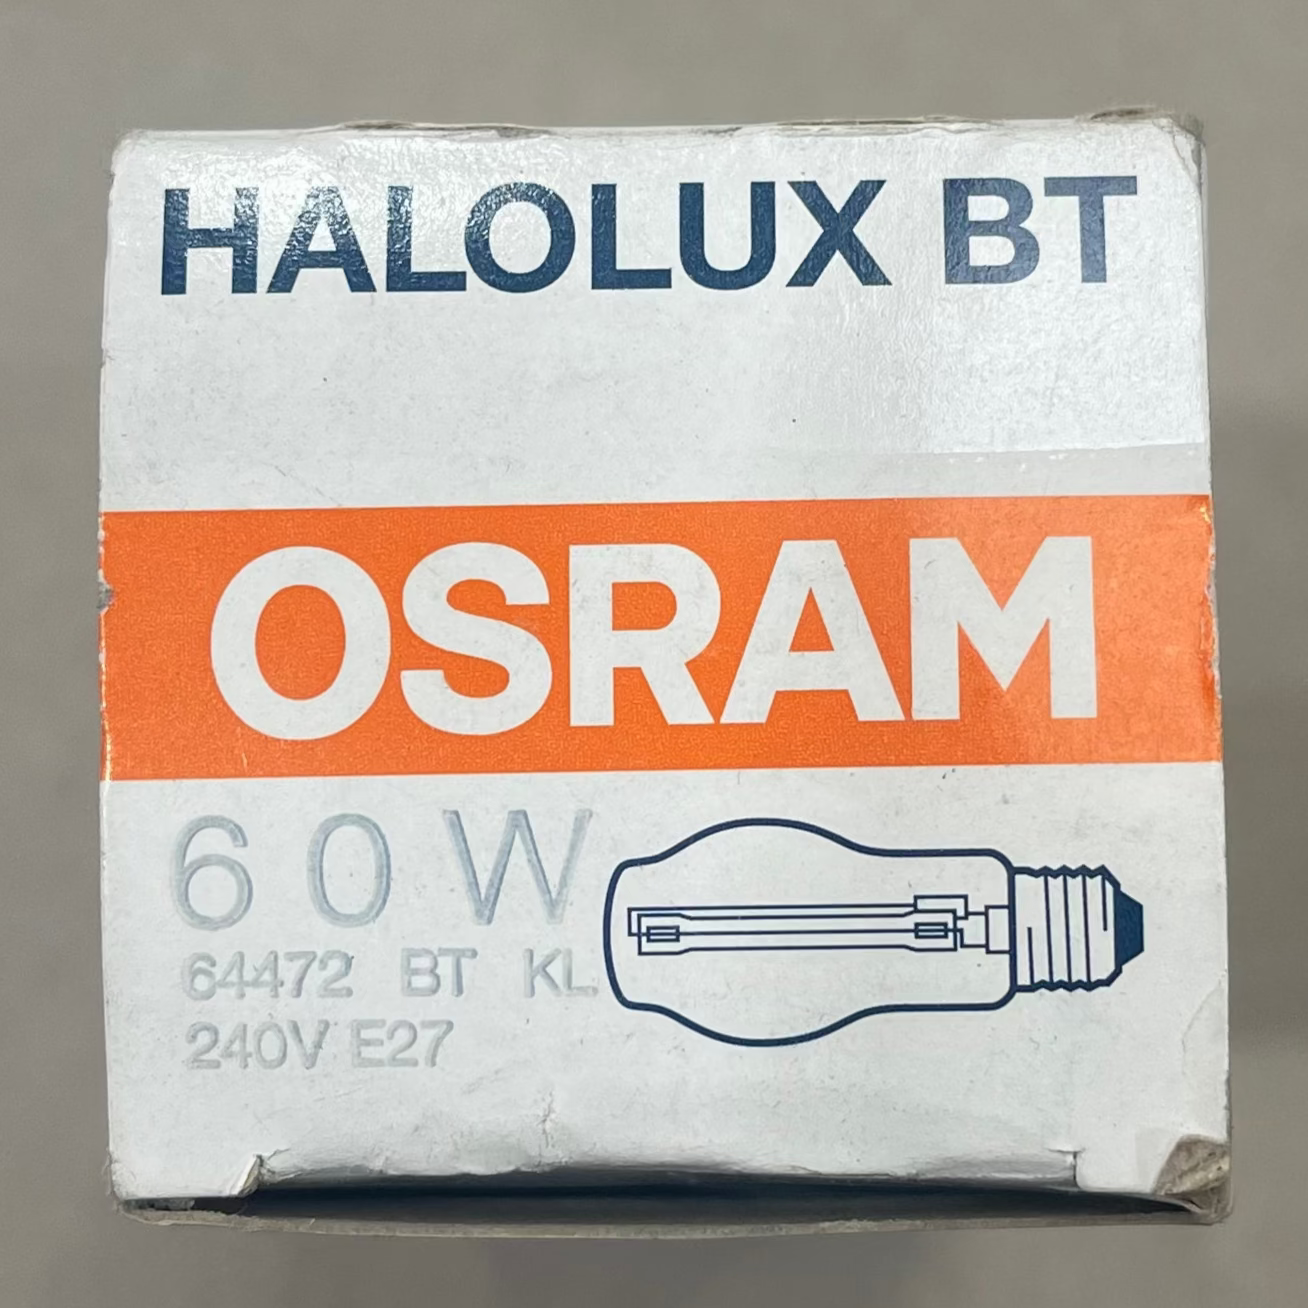 HALOLUX BT
OSRAM
60W
64472 BT KL
240V E27